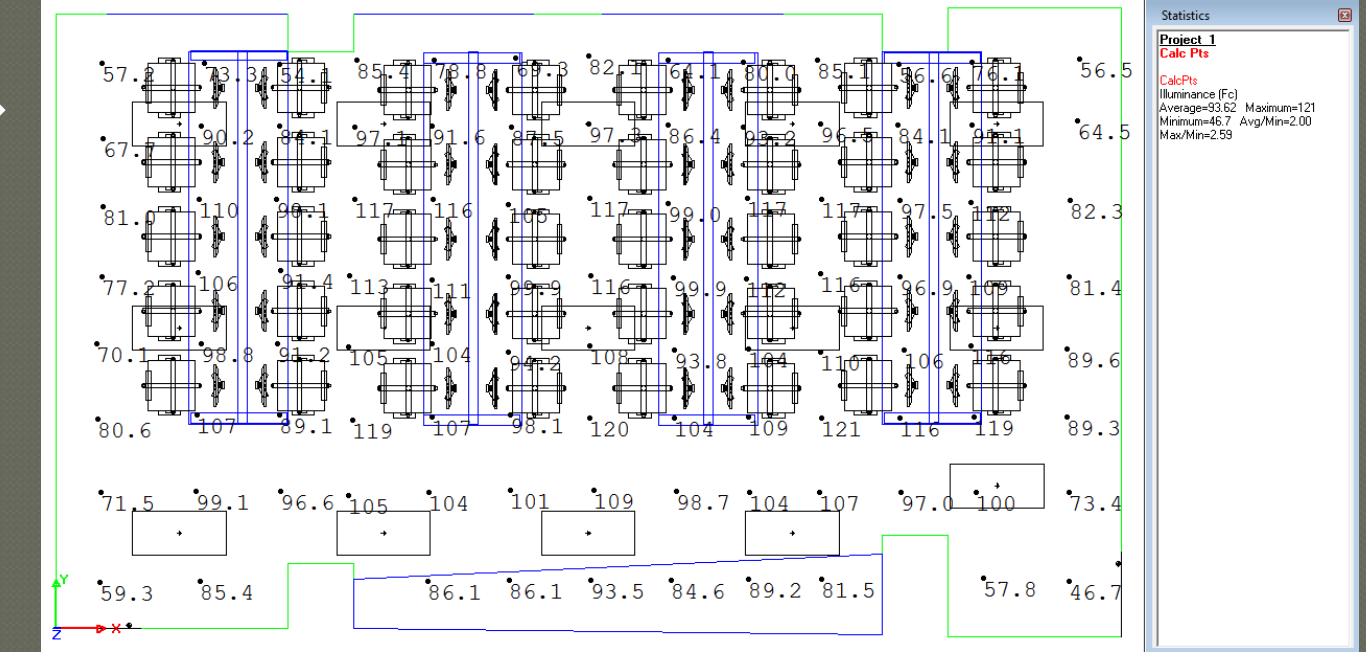 Statistics
Project_1
Calc Pts
CalcPts
Illuminance (Fc)
Average=93.62 Maximum=121
Minimum=46.7 Avg/Min=2.00
Max/Min=2.59
57.2 73.3 54.1 85.4 78.8 69.3 82.1 64.1 80.0 85.1 56.6 76.1 56.5
67.7 90.2 84.1 97.1 91.6 87.5 97.3 86.4 93.2 96.5 84.1 91.1 64.5
81.0 110 98.1 117 116 105 117 99.0 117 117 97.5 112 82.3
77.2 106 91.4 113 111 99.9 116 99.9 112 116 96.9 109 81.4
70.1 98.8 91.2 105 104 94.2 108 93.8 104 110 106 116 89.6
80.6 107 89.1 119 107 98.1 120 104 109 121 116 119 89.3
71.5 99.1 96.6 105 104 101 109 98.7 104 107 97.0 100 73.4
59.3 85.4 86.1 86.1 93.5 84.6 89.2 81.5 57.8 46.7
Y
Z X